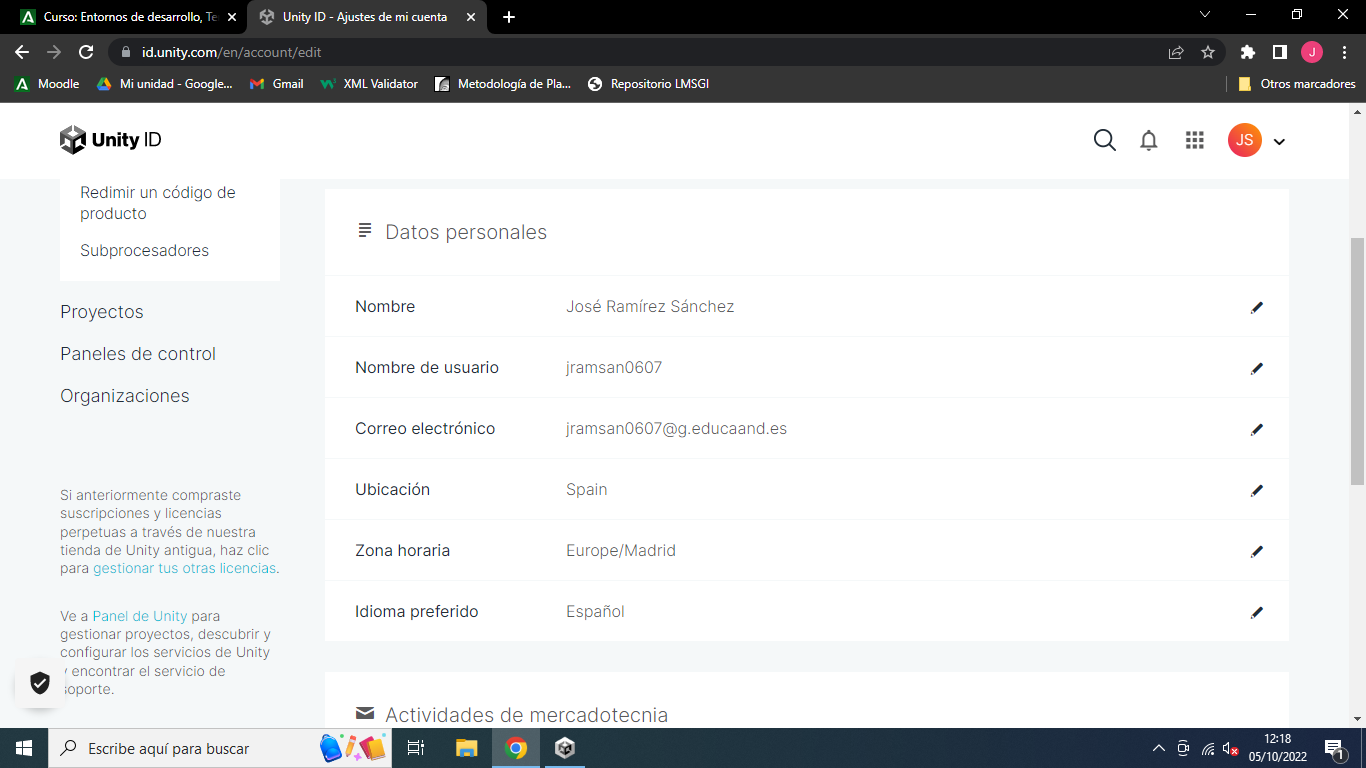 Curso: Entornos de desarrollo, Te
Unity ID - Ajustes de mi cuenta
id.unity.com/en/account/edit
J
Moodle
Mi unidad - Google...
Gmail
XML Validator
Metodología de Pla...
Repositorio LMSGI
Otros marcadores
Unity ID
JS
Redimir un código de
producto
Subprocesadores
Proyectos
Paneles de control
Organizaciones
Si anteriormente compraste
suscripciones y licencias
perpetuas a través de nuestra
tienda de Unity antigua, haz clic
para gestionar tus otras licencias.
Ve a Panel de Unity para
gestionar proyectos, descubrir y
configurar los servicios de Unity
y encontrar el servicio de
soporte.
Datos personales
Nombre José Ramírez Sánchez
Nombre de usuario jramsan0607
Correo electrónico jramsan0607@g.educaand.es
Ubicación Spain
Zona horaria Europe/Madrid
Idioma preferido Español
Actividades de mercadotecnia
Escribe aquí para buscar
12:18
05/10/2022
1